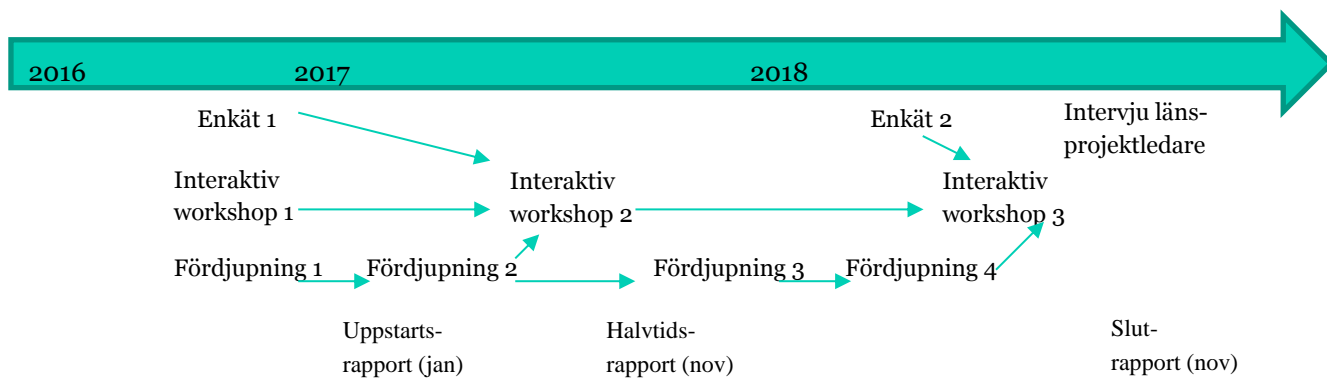 2016 2017 2018
Enkät 1
Enkät 2
Intervju läns-
projektledare
Interaktiv
workshop 1
Interaktiv
workshop 2
Interaktiv
workshop 3
Fördjupning 1
Fördjupning 2
Fördjupning 3
Fördjupning 4
Uppstarts-
rapport (jan)
Halvtids-
rapport (nov)
Slut-
rapport (nov)